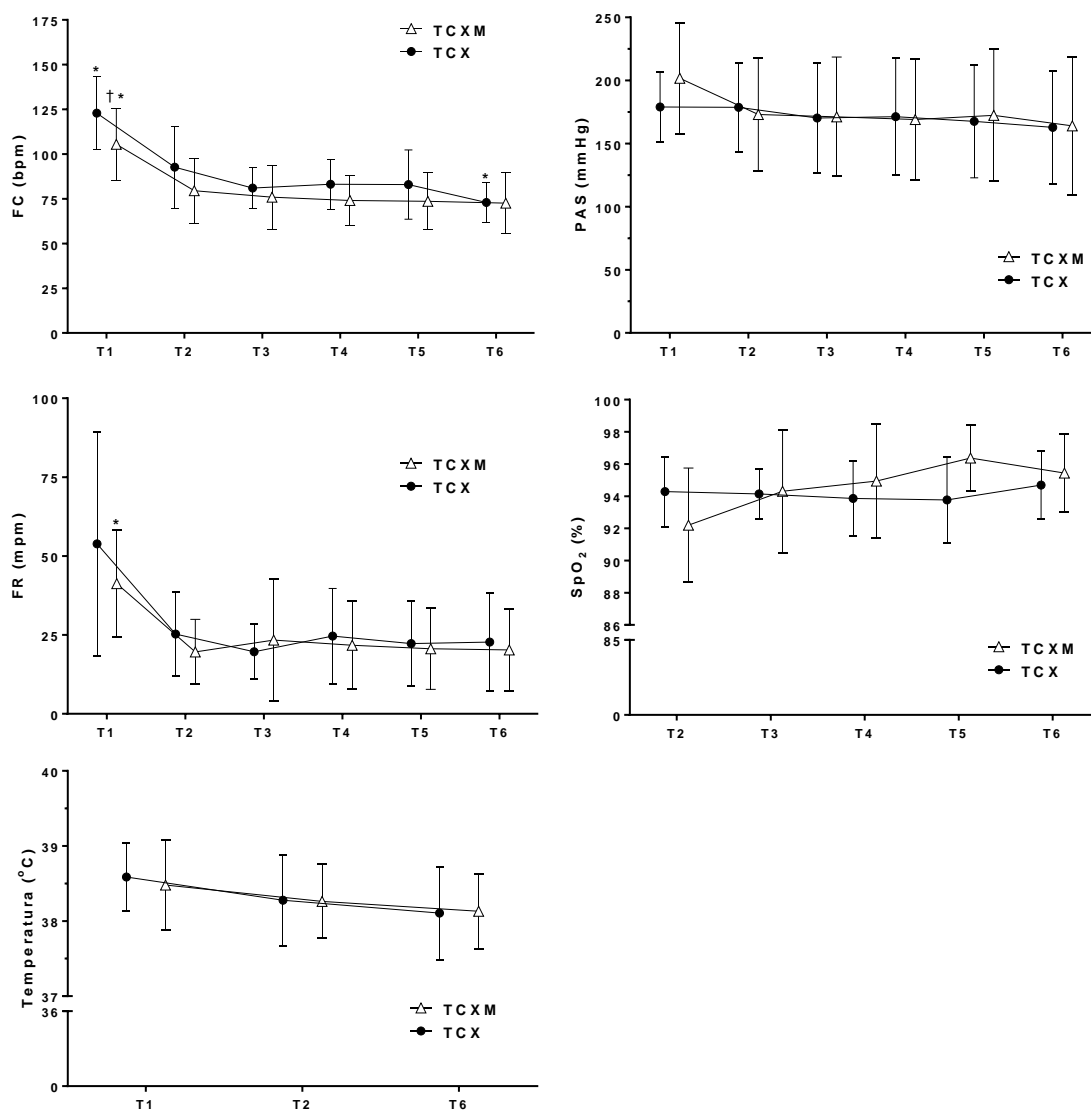 175
150
125
100
75
50
25
0
FC (bpm)
* † *
*
TCXM
TCX
T1 T2 T3 T4 T5 T6
250
200
150
100
50
0
PAS (mmHg)
TCXM
TCX
T1 T2 T3 T4 T5 T6
100
75
50
25
0
FR (mpm)
*
TCXM
TCX
T1 T2 T3 T4 T5 T6
100
98
96
94
92
90
88
86
85
0
SpO₂ (%)
TCXM
TCX
T2 T3 T4 T5 T6
40
39
38
37
36
0
Temperatura (°C)
TCXM
TCX
T1 T2 T6